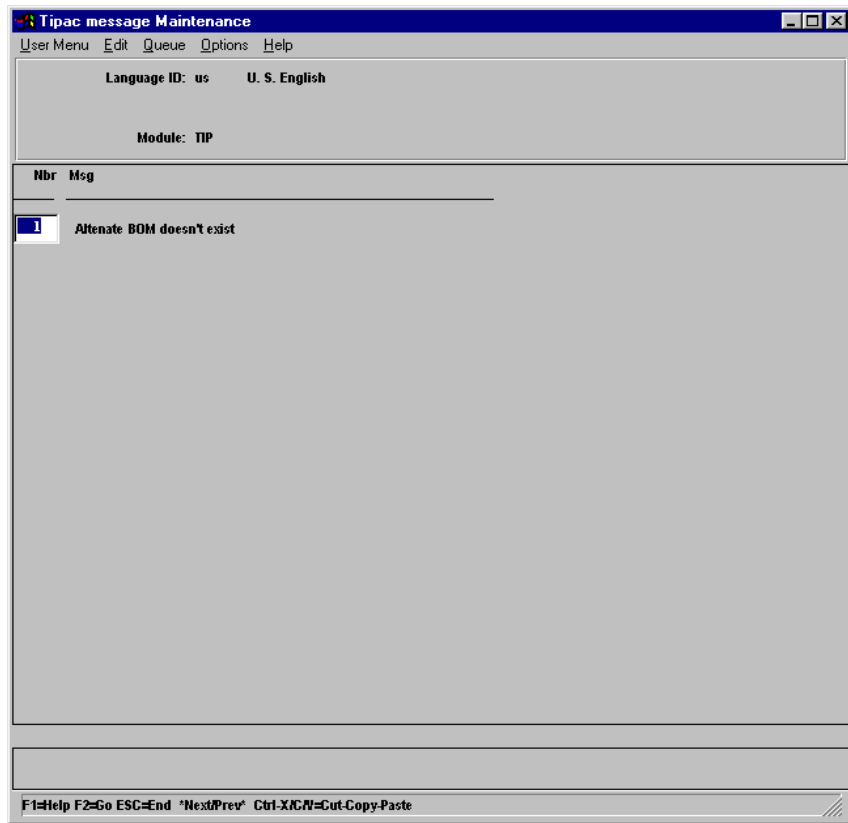 Tipac message Maintenance
User Menu Edit Queue Options Help
Language ID: us U. S. English
Module: TIP
Nbr Msg
1 Altenate BOM doesn't exist
F1=Help F2=Go ESC=End *Next/Prev* Ctrl-X/C/V=Cut-Copy-Paste